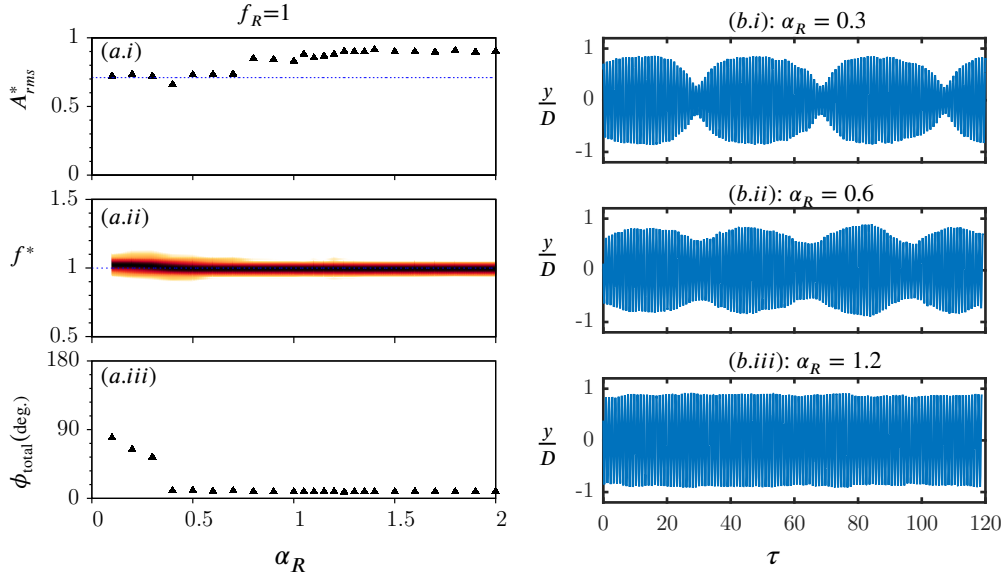 f_R=1
(a.i)
1
0.5
0
A*_rms
(a.ii)
1.5
1
0.5
f*
(a.iii)
180
90
0
ϕ_total(deg.)
0 0.5 1 1.5 2
α_R
(b.i): α_R = 0.3
1
0
-1
y/D
(b.ii): α_R = 0.6
1
0
-1
y/D
(b.iii): α_R = 1.2
1
0
-1
y/D
0 20 40 60 80 100 120
τ